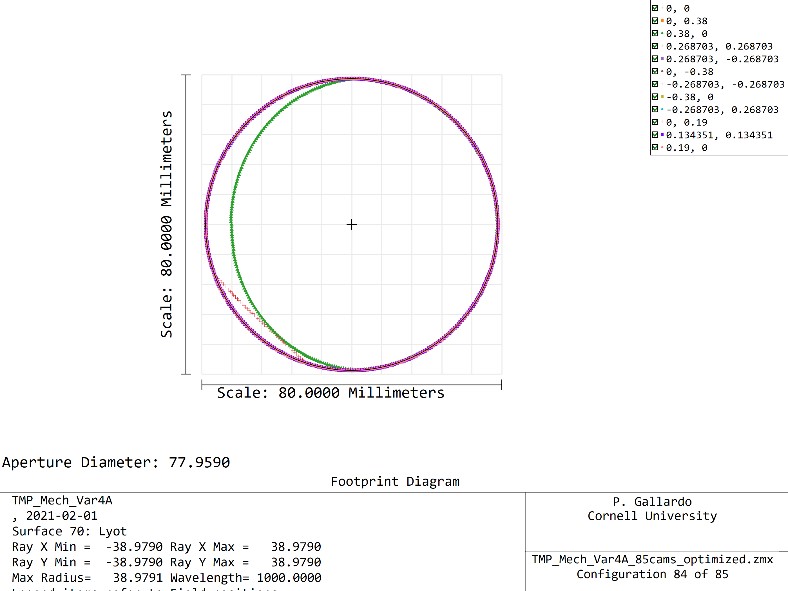 0, 0
0, 0.38
0.38, 0
0.268703, 0.268703
0.268703, -0.268703
0, -0.38
-0.268703, -0.268703
-0.38, 0
-0.268703, 0.268703
0, 0.19
0.134351, 0.134351
0.19, 0
Scale: 80.0000 Millimeters
Scale: 80.0000 Millimeters
Aperture Diameter: 77.9590
Footprint Diagram
TMP_Mech_Var4A
, 2021-02-01
Surface 70: Lyot
Ray X Min = -38.9790 Ray X Max = 38.9790
Ray Y Min = -38.9790 Ray Y Max = 38.9790
Max Radius= 38.9791 Wavelength= 1000.0000
P. Gallardo
Cornell University
TMP_Mech_Var4A_85cams_optimized.zmx
Configuration 84 of 85